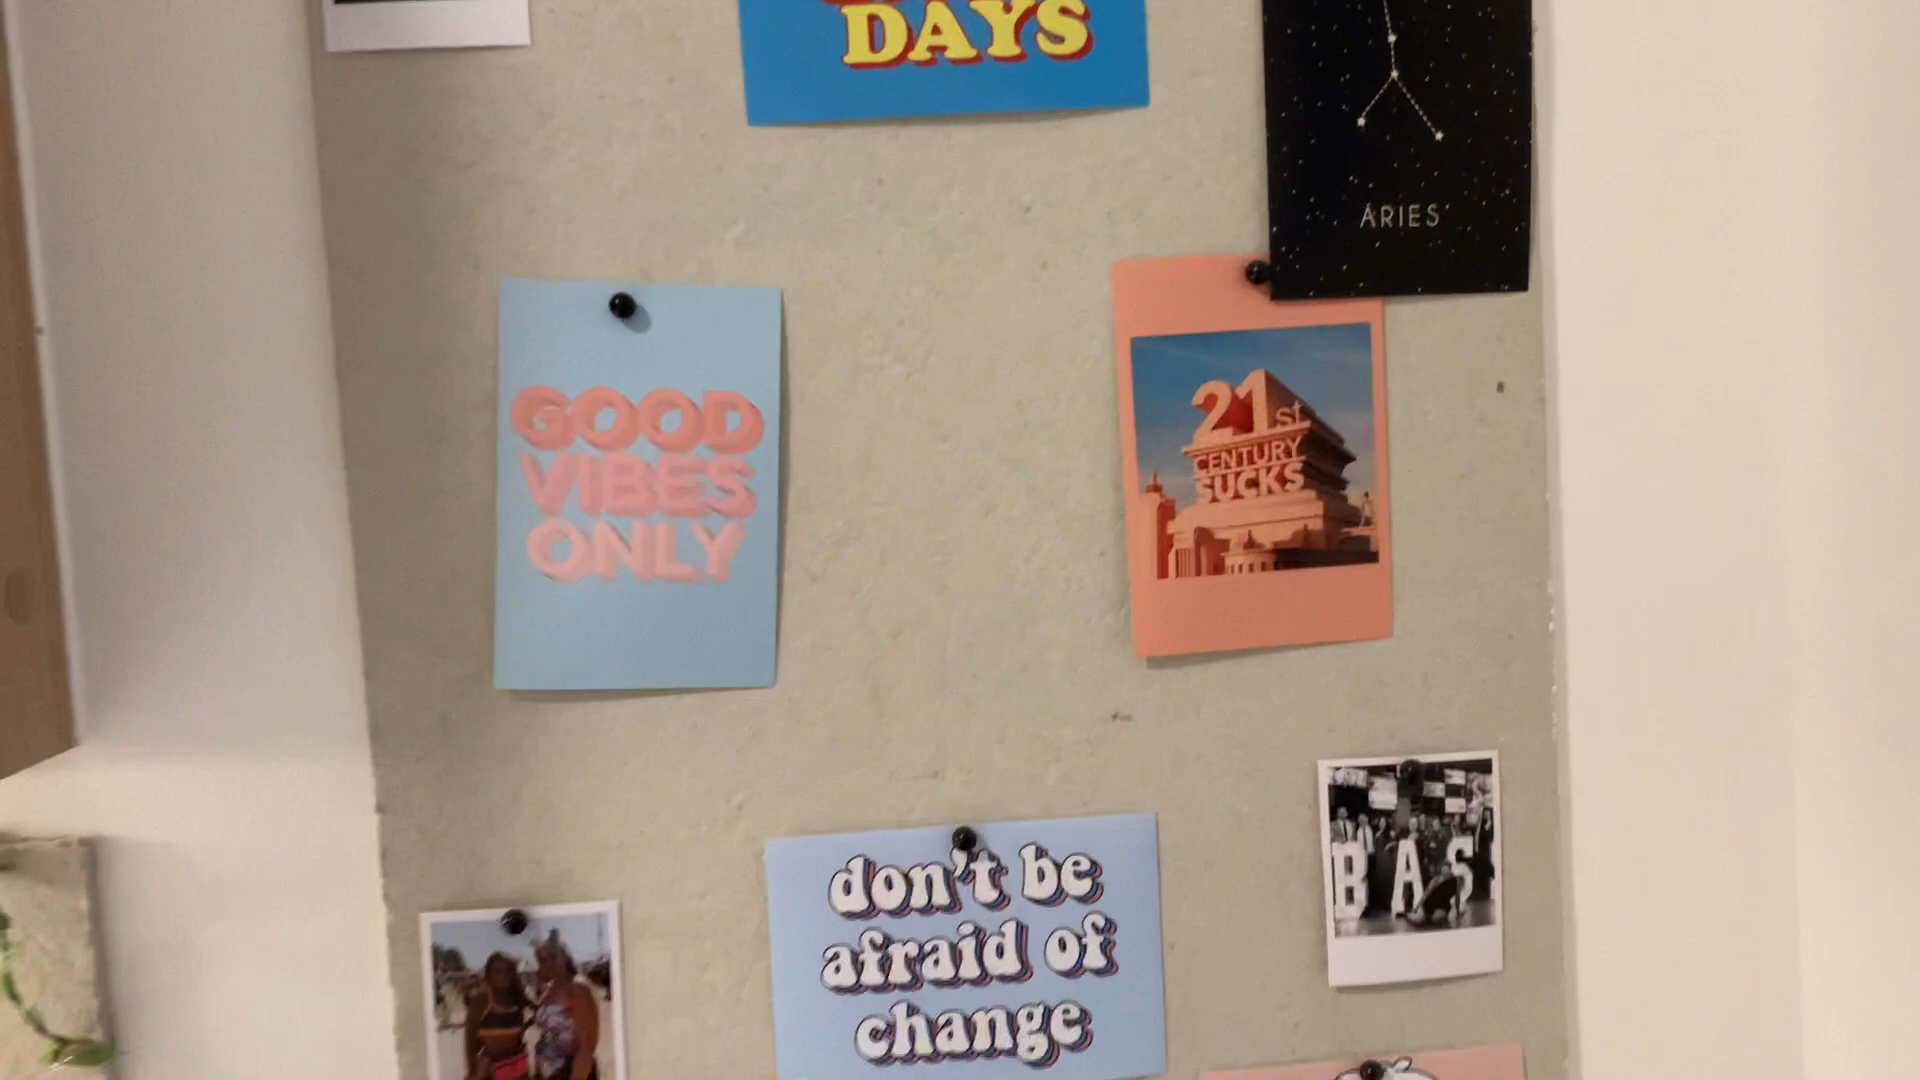 DAYS
ARIES
GOOD
VIBES
ONLY
21st
CENTURY
SUCKS
BAS
don't be
afraid of
change